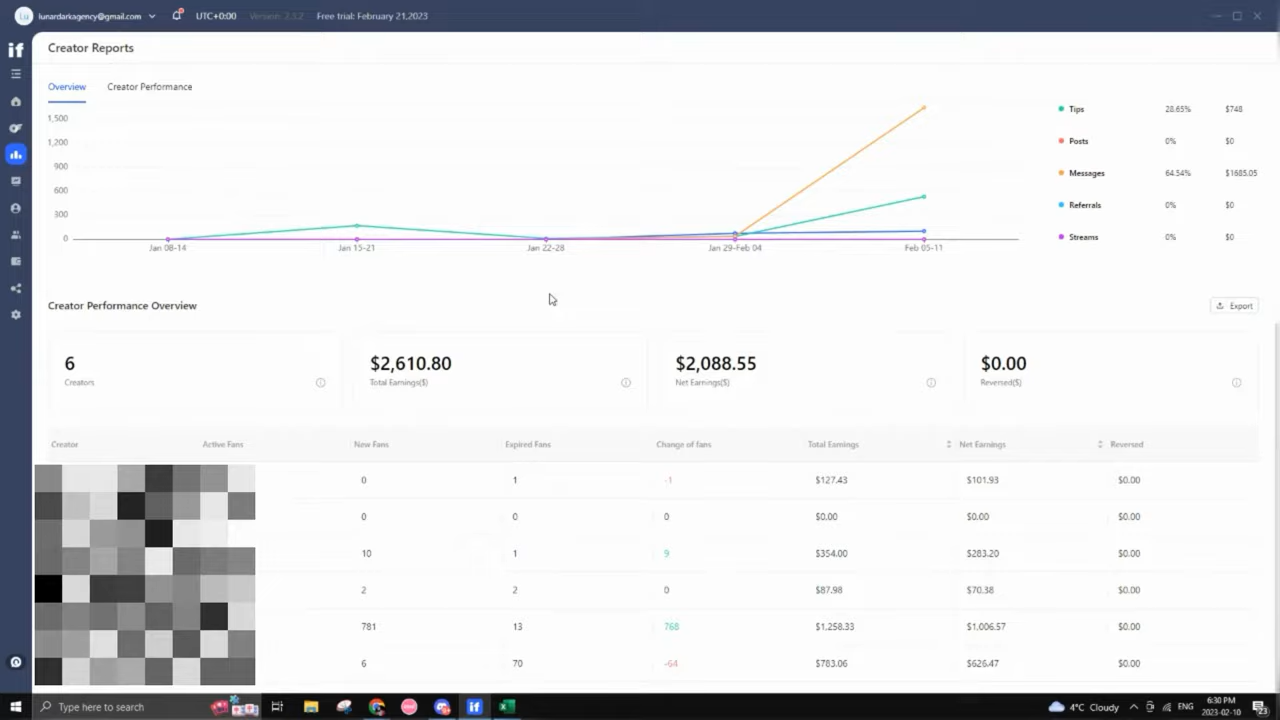 Lu lunardarkagency@gmail.com UTC+0:00 Version: 2.3.2 Free trial: February 21,2023
if Creator Reports
Overview Creator Performance
1,500
1,200
900
600
300
0
Jan 08-14 Jan 15-21 Jan 22-28 Jan 29-Feb 04 Feb 05-11
Tips 28.65% $748
Posts 0% $0
Messages 64.54% $1685.05
Referrals 0% $0
Streams 0% $0
Creator Performance Overview Export
6 $2,610.80 $2,088.55 $0.00
Creators Total Earnings($) Net Earnings($) Reversed($)
Creator Active Fans New Fans Expired Fans Change of fans Total Earnings Net Earnings Reversed
0 1 -1 $127.43 $101.93 $0.00
0 0 0 $0.00 $0.00 $0.00
10 1 9 $354.00 $283.20 $0.00
2 2 0 $87.98 $70.38 $0.00
781 13 768 $1,258.33 $1,006.57 $0.00
6 70 -64 $783.06 $626.47 $0.00
Type here to search if 4°C Cloudy ENG 6:30 PM
2023-02-10 23